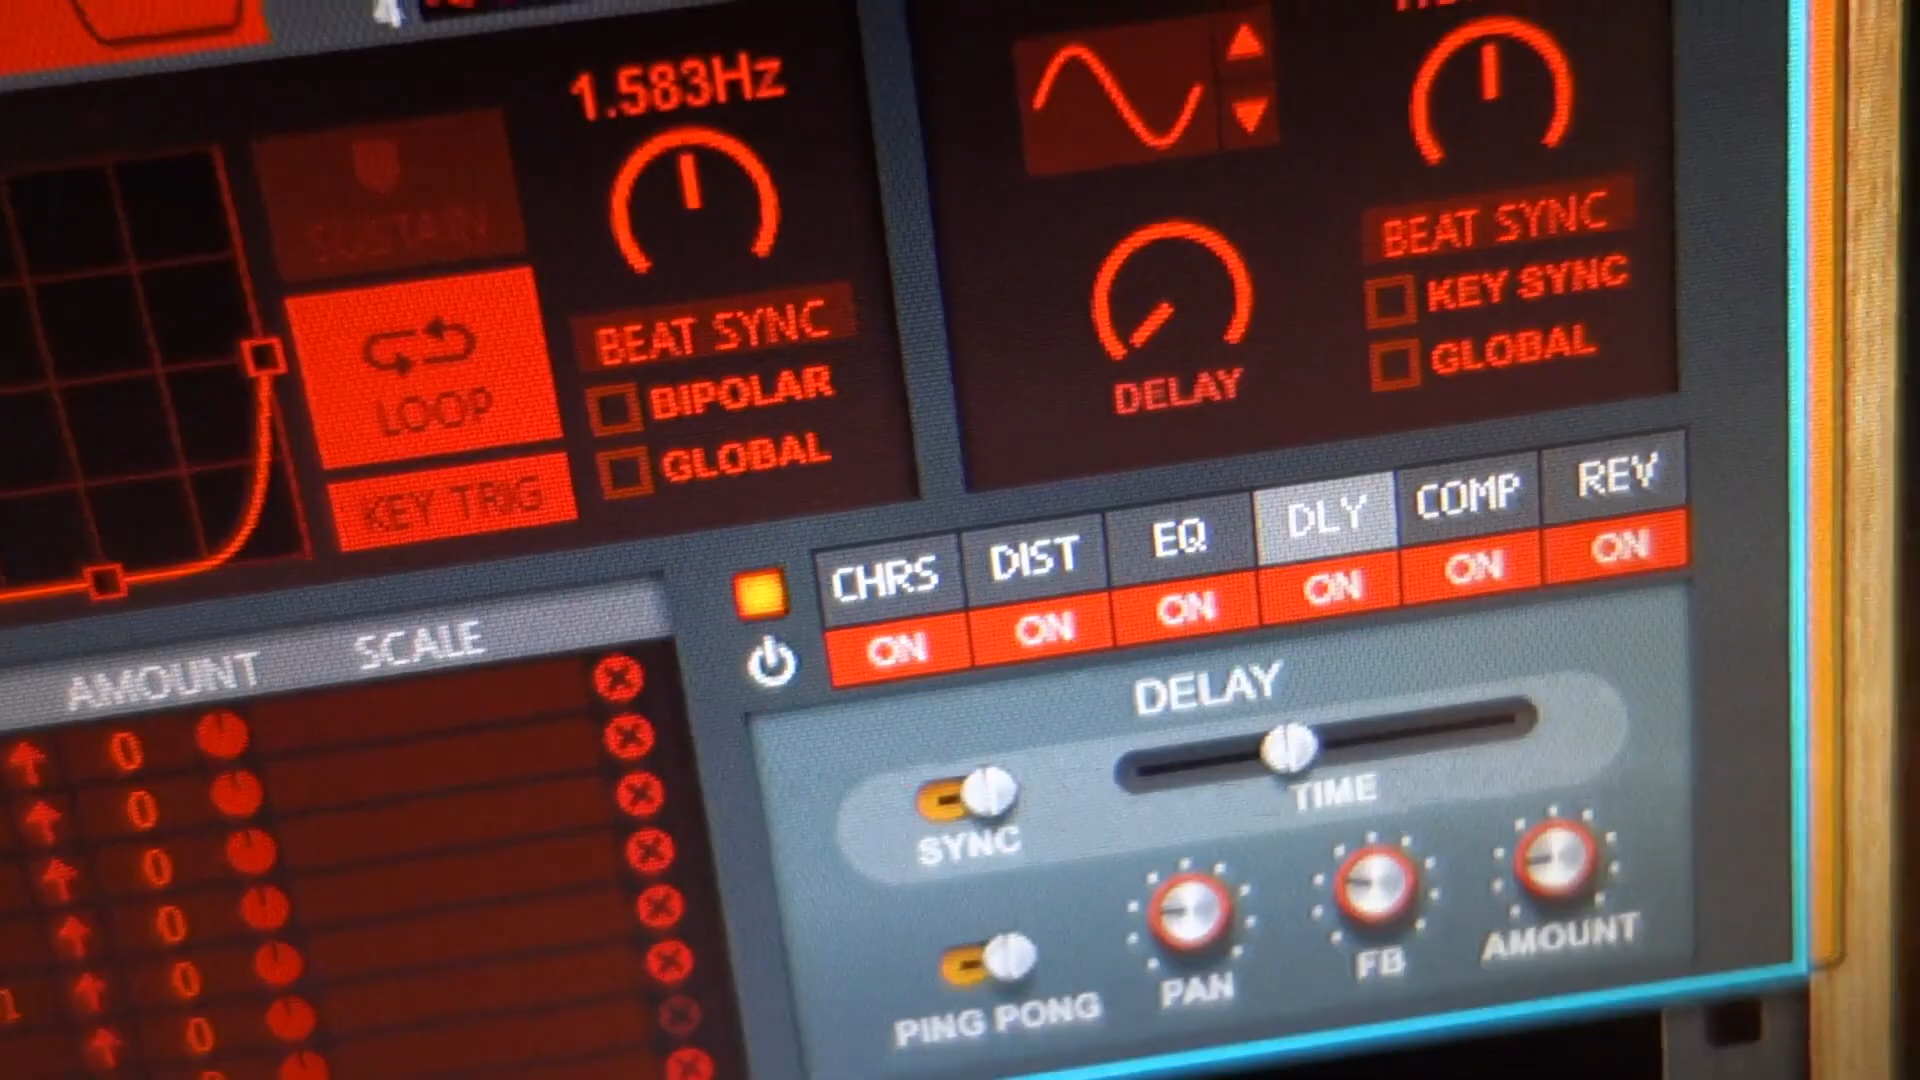 4
1.583Hz
SUSTAIN
LOOP
KEY TRIG
BEAT SYNC
BIPOLAR
GLOBAL
DELAY
BEAT SYNC
KEY SYNC
GLOBAL
CHRS DIST EQ DLY COMP REV
ON ON ON ON ON ON
AMOUNT SCALE
0
0
0
0
0
1
0
DELAY
SYNC
TIME
PING PONG
PAN
FB
AMOUNT